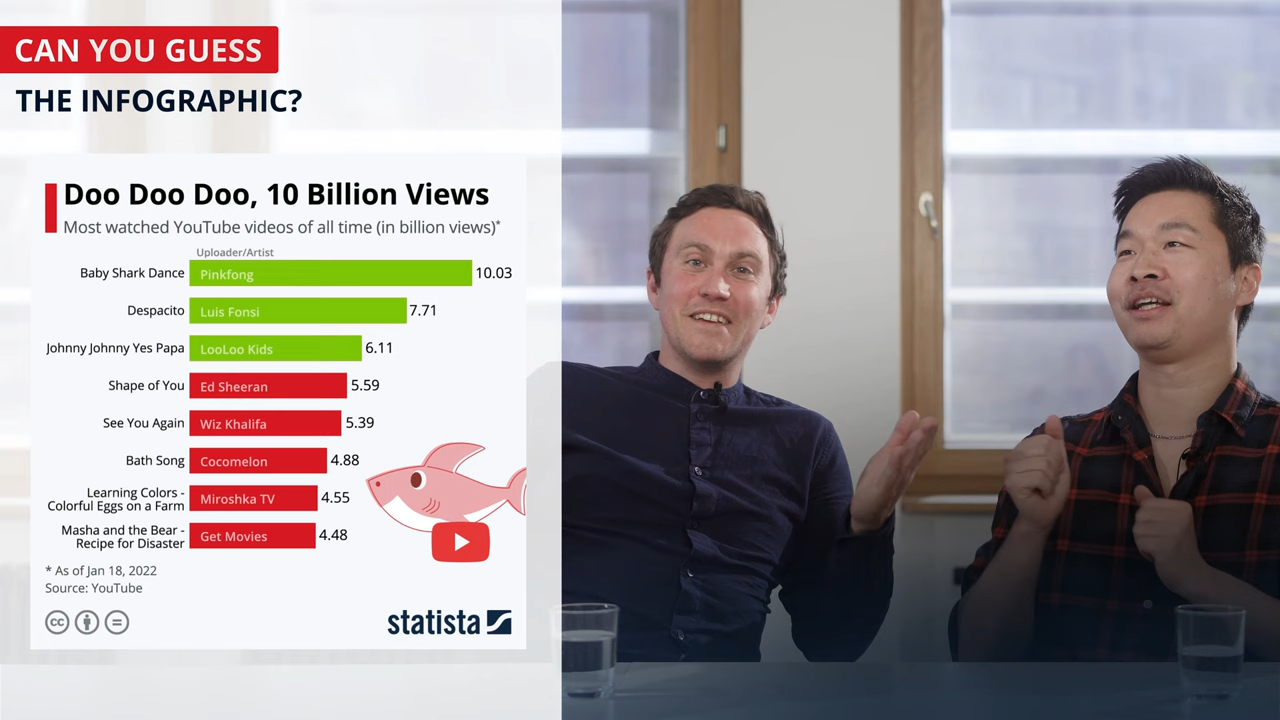 CAN YOU GUESS
THE INFOGRAPHIC?
Doo Doo Doo, 10 Billion Views
Most watched YouTube videos of all time (in billion views)*
Uploader/Artist
Baby Shark Dance Pinkfong 10.03
Despacito Luis Fonsi 7.71
Johnny Johnny Yes Papa LooLoo Kids 6.11
Shape of You Ed Sheeran 5.59
See You Again Wiz Khalifa 5.39
Bath Song Cocomelon 4.88
Learning Colors -
Colorful Eggs on a Farm Miroshka TV 4.55
Masha and the Bear -
Recipe for Disaster Get Movies 4.48
* As of Jan 18, 2022
Source: YouTube
cc
statista